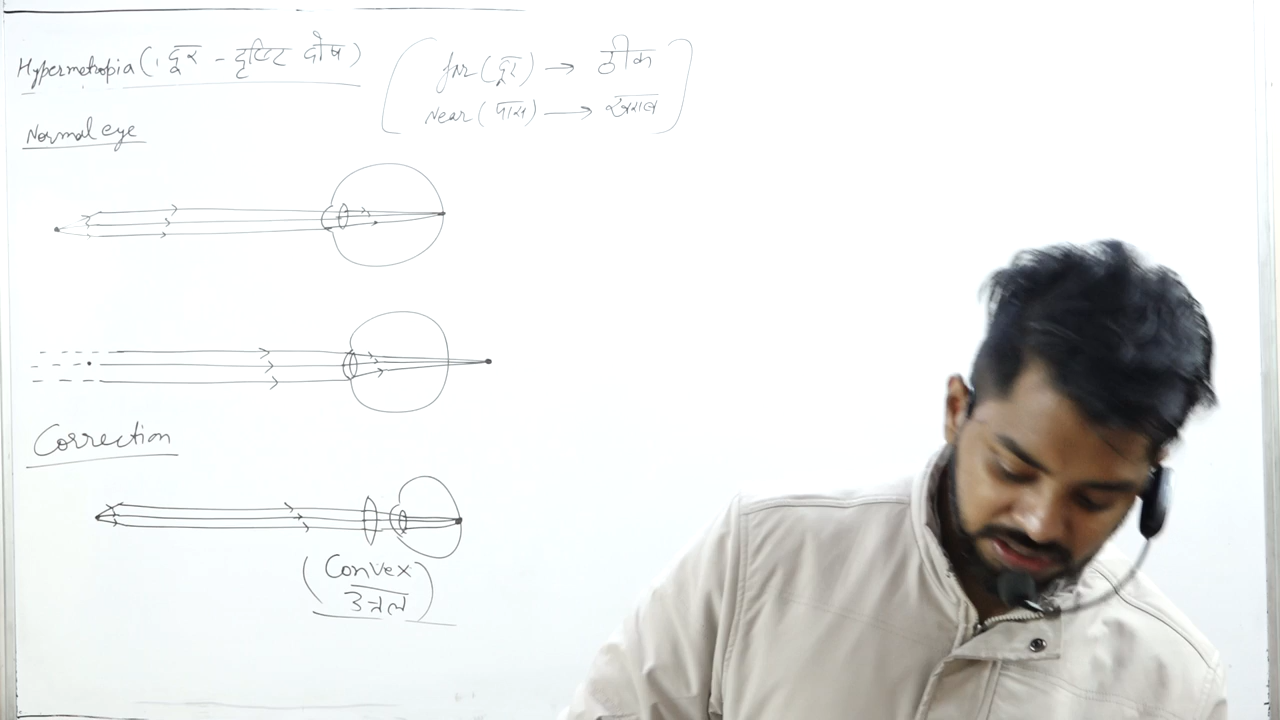 Hypermetropia (दूर - दृष्टि दोष)
far (दूर) → ठीक
Near (पास) → खराब
Normal eye
Correction
(Convex
उत्तल)